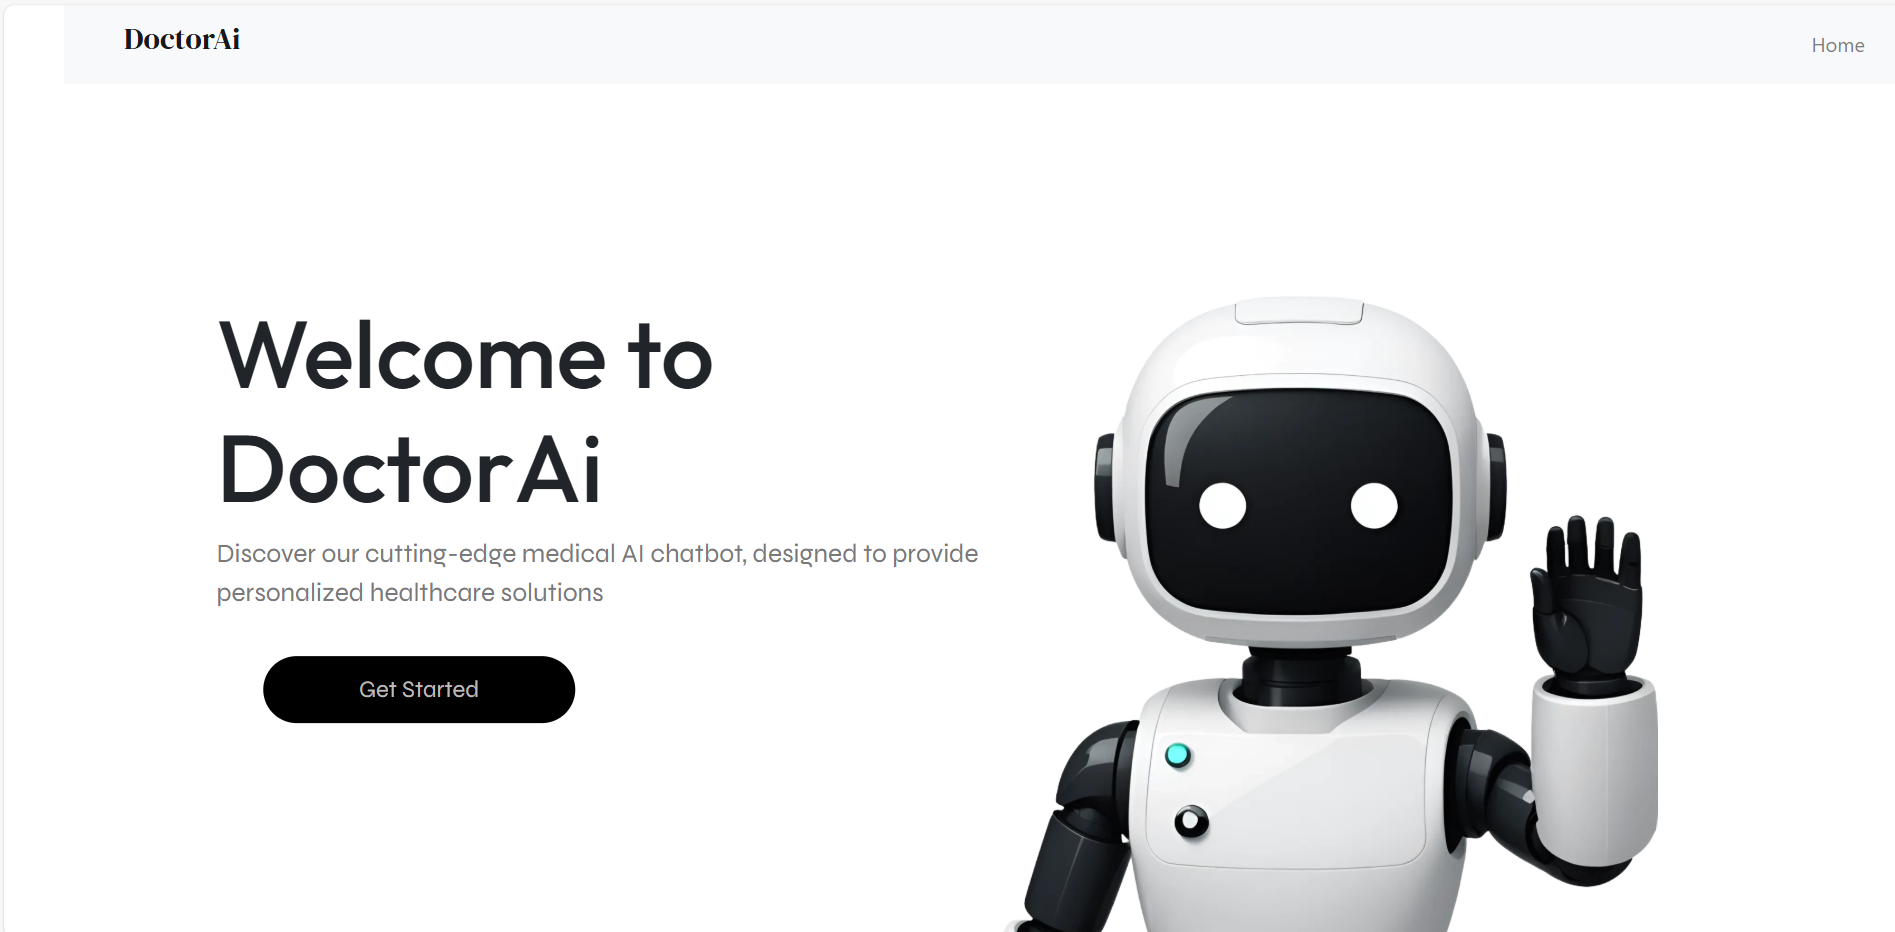 DoctorAi
Home
Welcome to
DoctorAi
Discover our cutting-edge medical AI chatbot, designed to provide
personalized healthcare solutions
Get Started